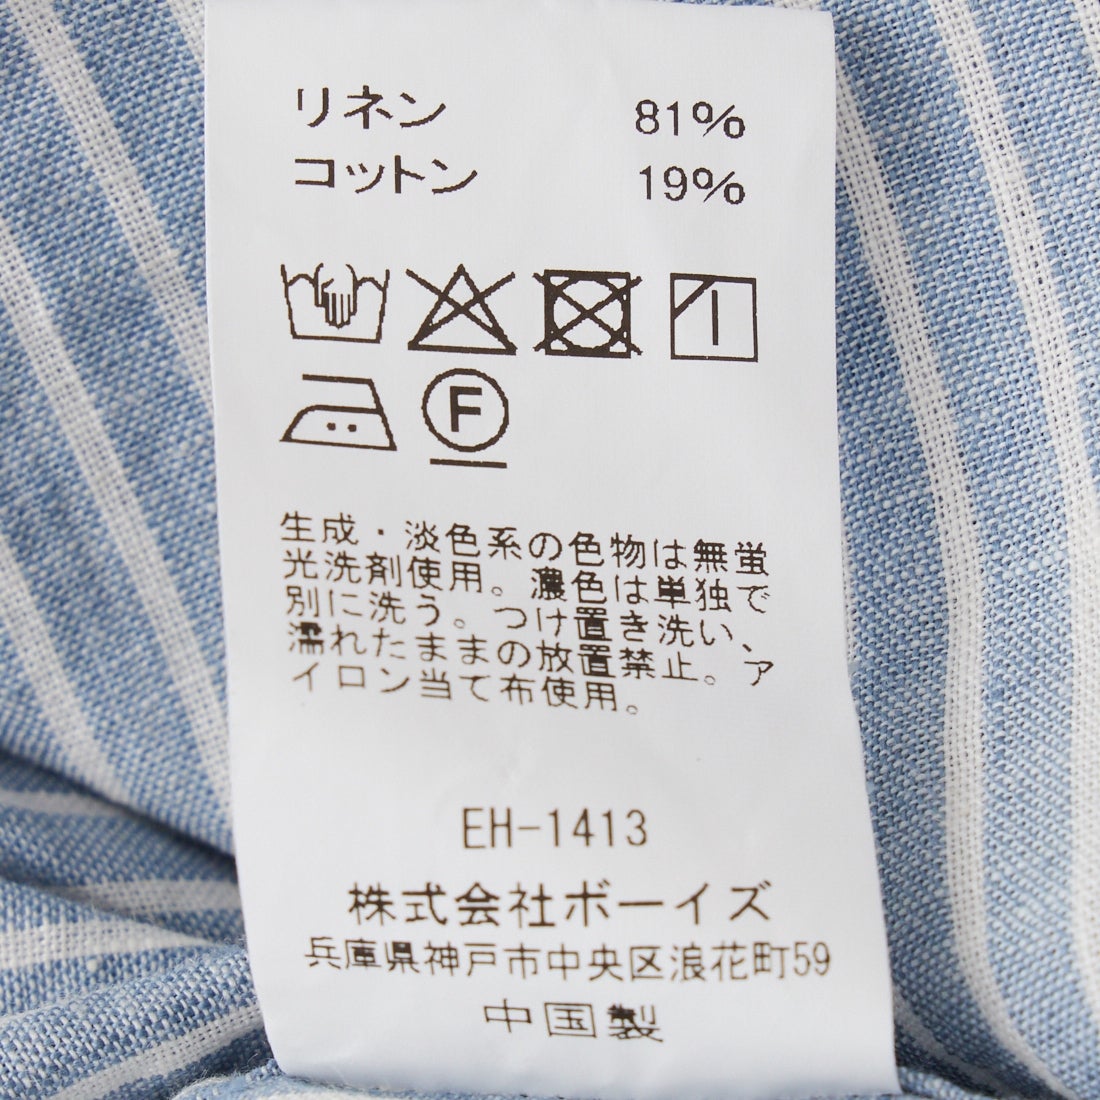 リネン 81%
コットン 19%
F
生成・淡色系の色物は無蛍
光洗剤使用。濃色は単独で
別に洗う。つけ置き洗い、
濡れたままの放置禁止。ア
イロン当て布使用。
EH-1413
株式会社ボーイズ
兵庫県神戸市中央区浪花町59
中国製